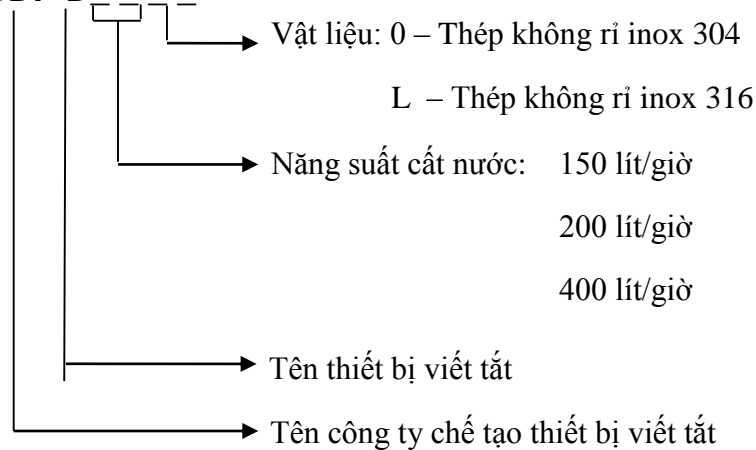 Vật liệu: 0 – Thép không rỉ inox 304
L – Thép không rỉ inox 316
Năng suất cất nước: 150 lít/giờ
200 lít/giờ
400 lít/giờ
Tên thiết bị viết tắt
Tên công ty chế tạo thiết bị viết tắt